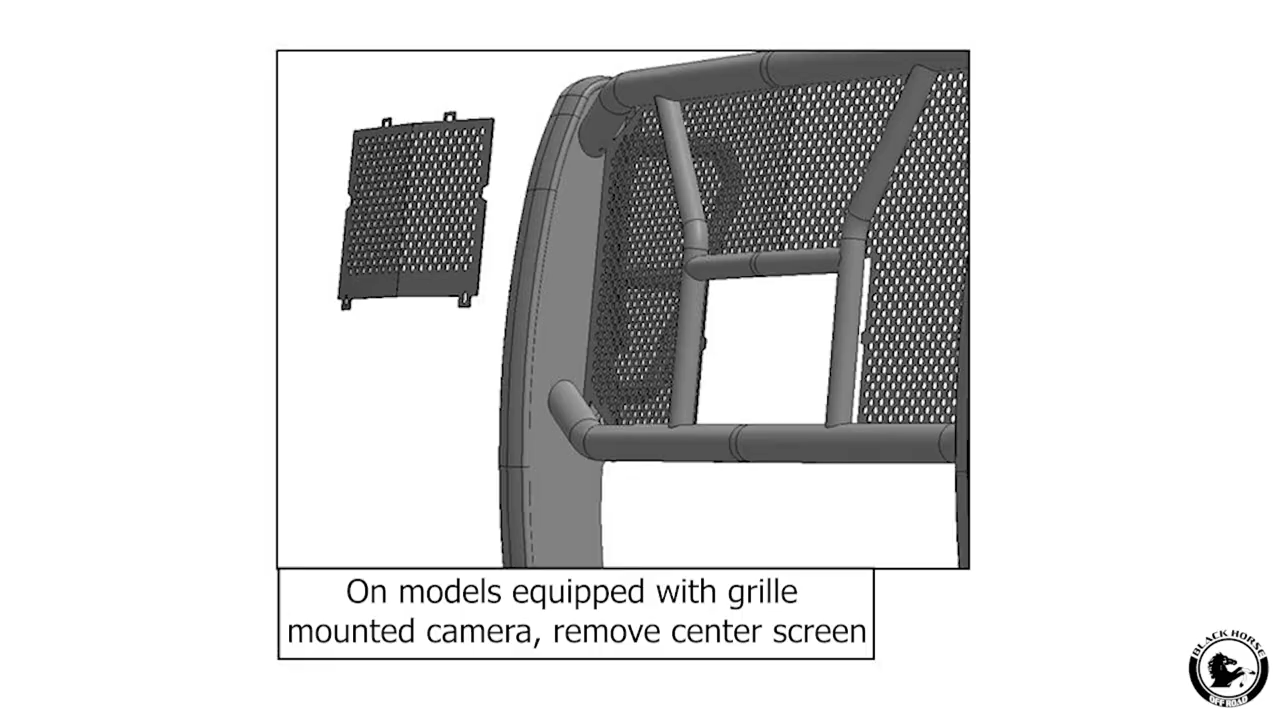 On models equipped with grille
mounted camera, remove center screen
BLACK HORSE
OFF ROAD